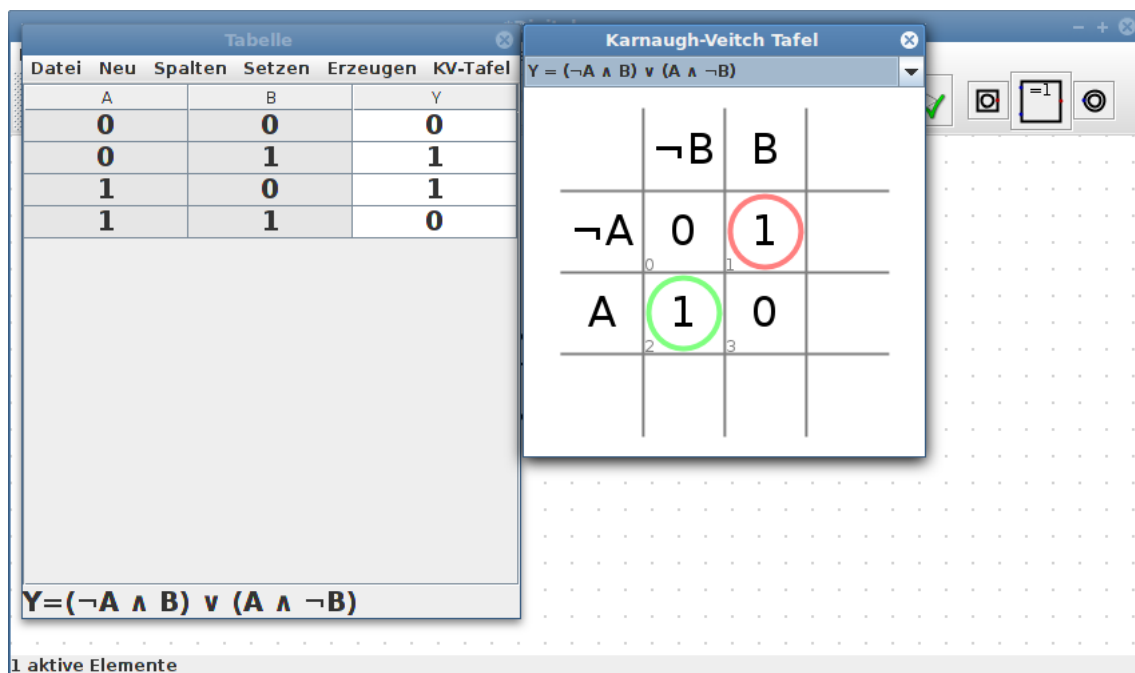 Tabelle
Datei Neu Spalten Setzen Erzeugen KV-Tafel
A B Y
0 0 0
0 1 1
1 0 1
1 1 0
Y=(¬A ∧ B) ∨ (A ∧ ¬B)
Karnaugh-Veitch Tafel
Y = (¬A ∧ B) ∨ (A ∧ ¬B)
¬B B
¬A 0 1
0 1
A 1 0
2 3
=1
1 aktive Elemente